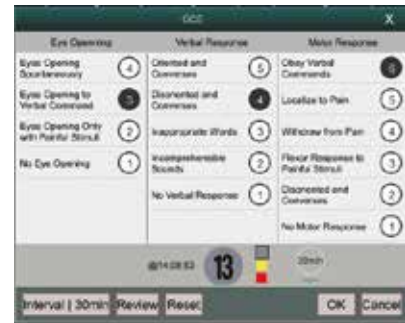 GCS X
Eye Opening Verbal Response Motor Response
Eyes Opening
Spontaneously
4
Oriented and
Converses
5
Obey Verbal
Commands
6
Eyes Opening to
Verbal Command
3
Disoriented and
Converses
4
Localize to Pain
5
Eyes Opening Only
with Painful Stimuli
2
Inappropriate Words
3
Withdraw from Pain
4
No Eye Opening
1
Incomprehensible
Sounds
2
Flexor Response to
Painful Stimuli
3
No Verbal Response
1
Disoriented and
Converses
2
No Motor Response
1
13
30min
Interval | 30min Review Reset OK Cancel